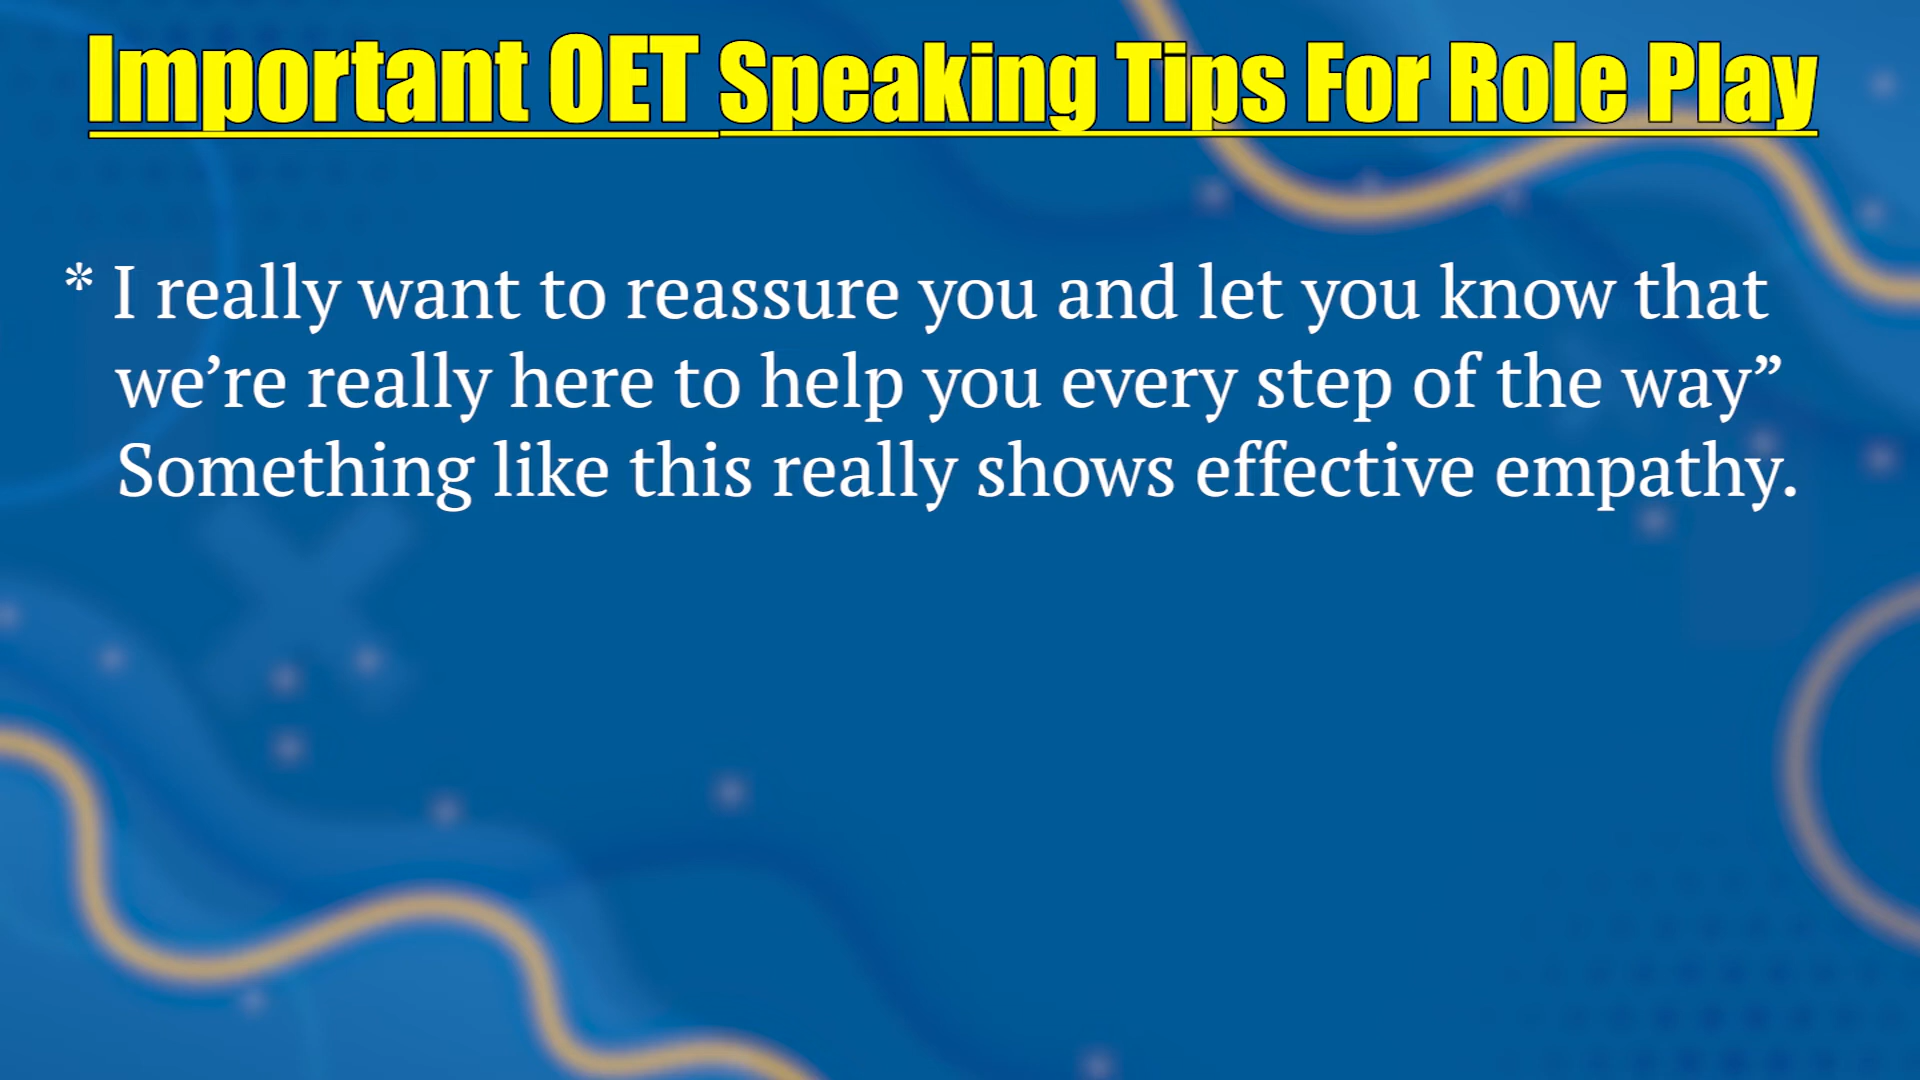 Important OET Speaking Tips For Role Play
* I really want to reassure you and let you know that
we’re really here to help you every step of the way”
Something like this really shows effective empathy.